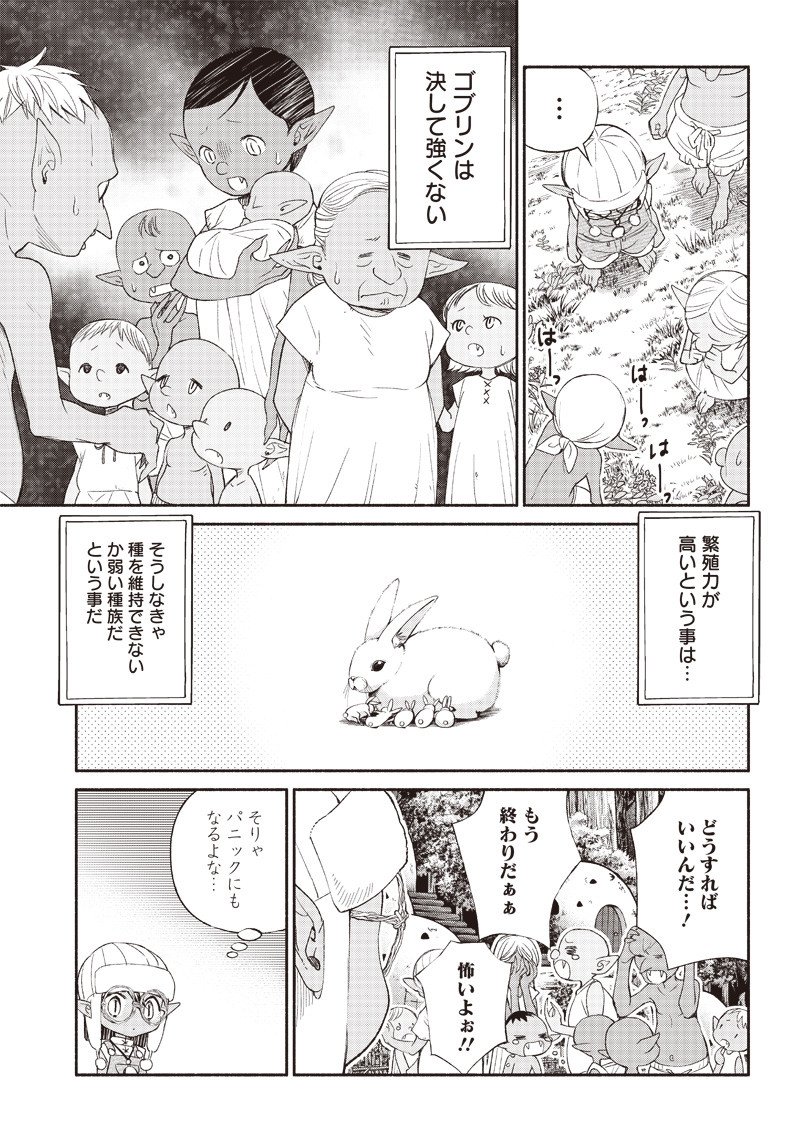 …
はーっ
はーっ
はーっ
ゴブリンは
決して強くない
繁殖力が
高いという事は…
そうしなきゃ
種を維持できない
か弱い種族だ
という事だ
どうすれば
いいんだ…！
もう
終わりだぁぁ
怖いよぉ!!
そりゃ
パニックにも
なるよな…